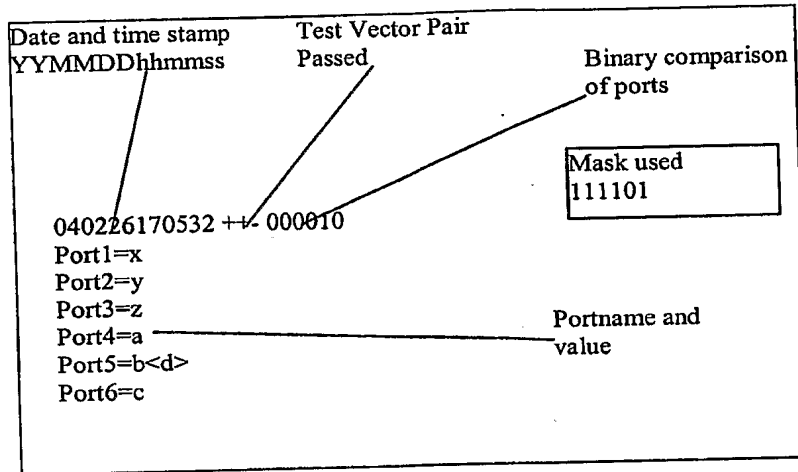 Date and time stamp
YYMMDDhhmmss
Test Vector Pair
Passed
Binary comparison
of ports
Mask used
111101
040226170532 ++- 000010
Port1=x
Port2=y
Port3=z
Port4=a
Port5=b<d>
Port6=c
Portname and
value